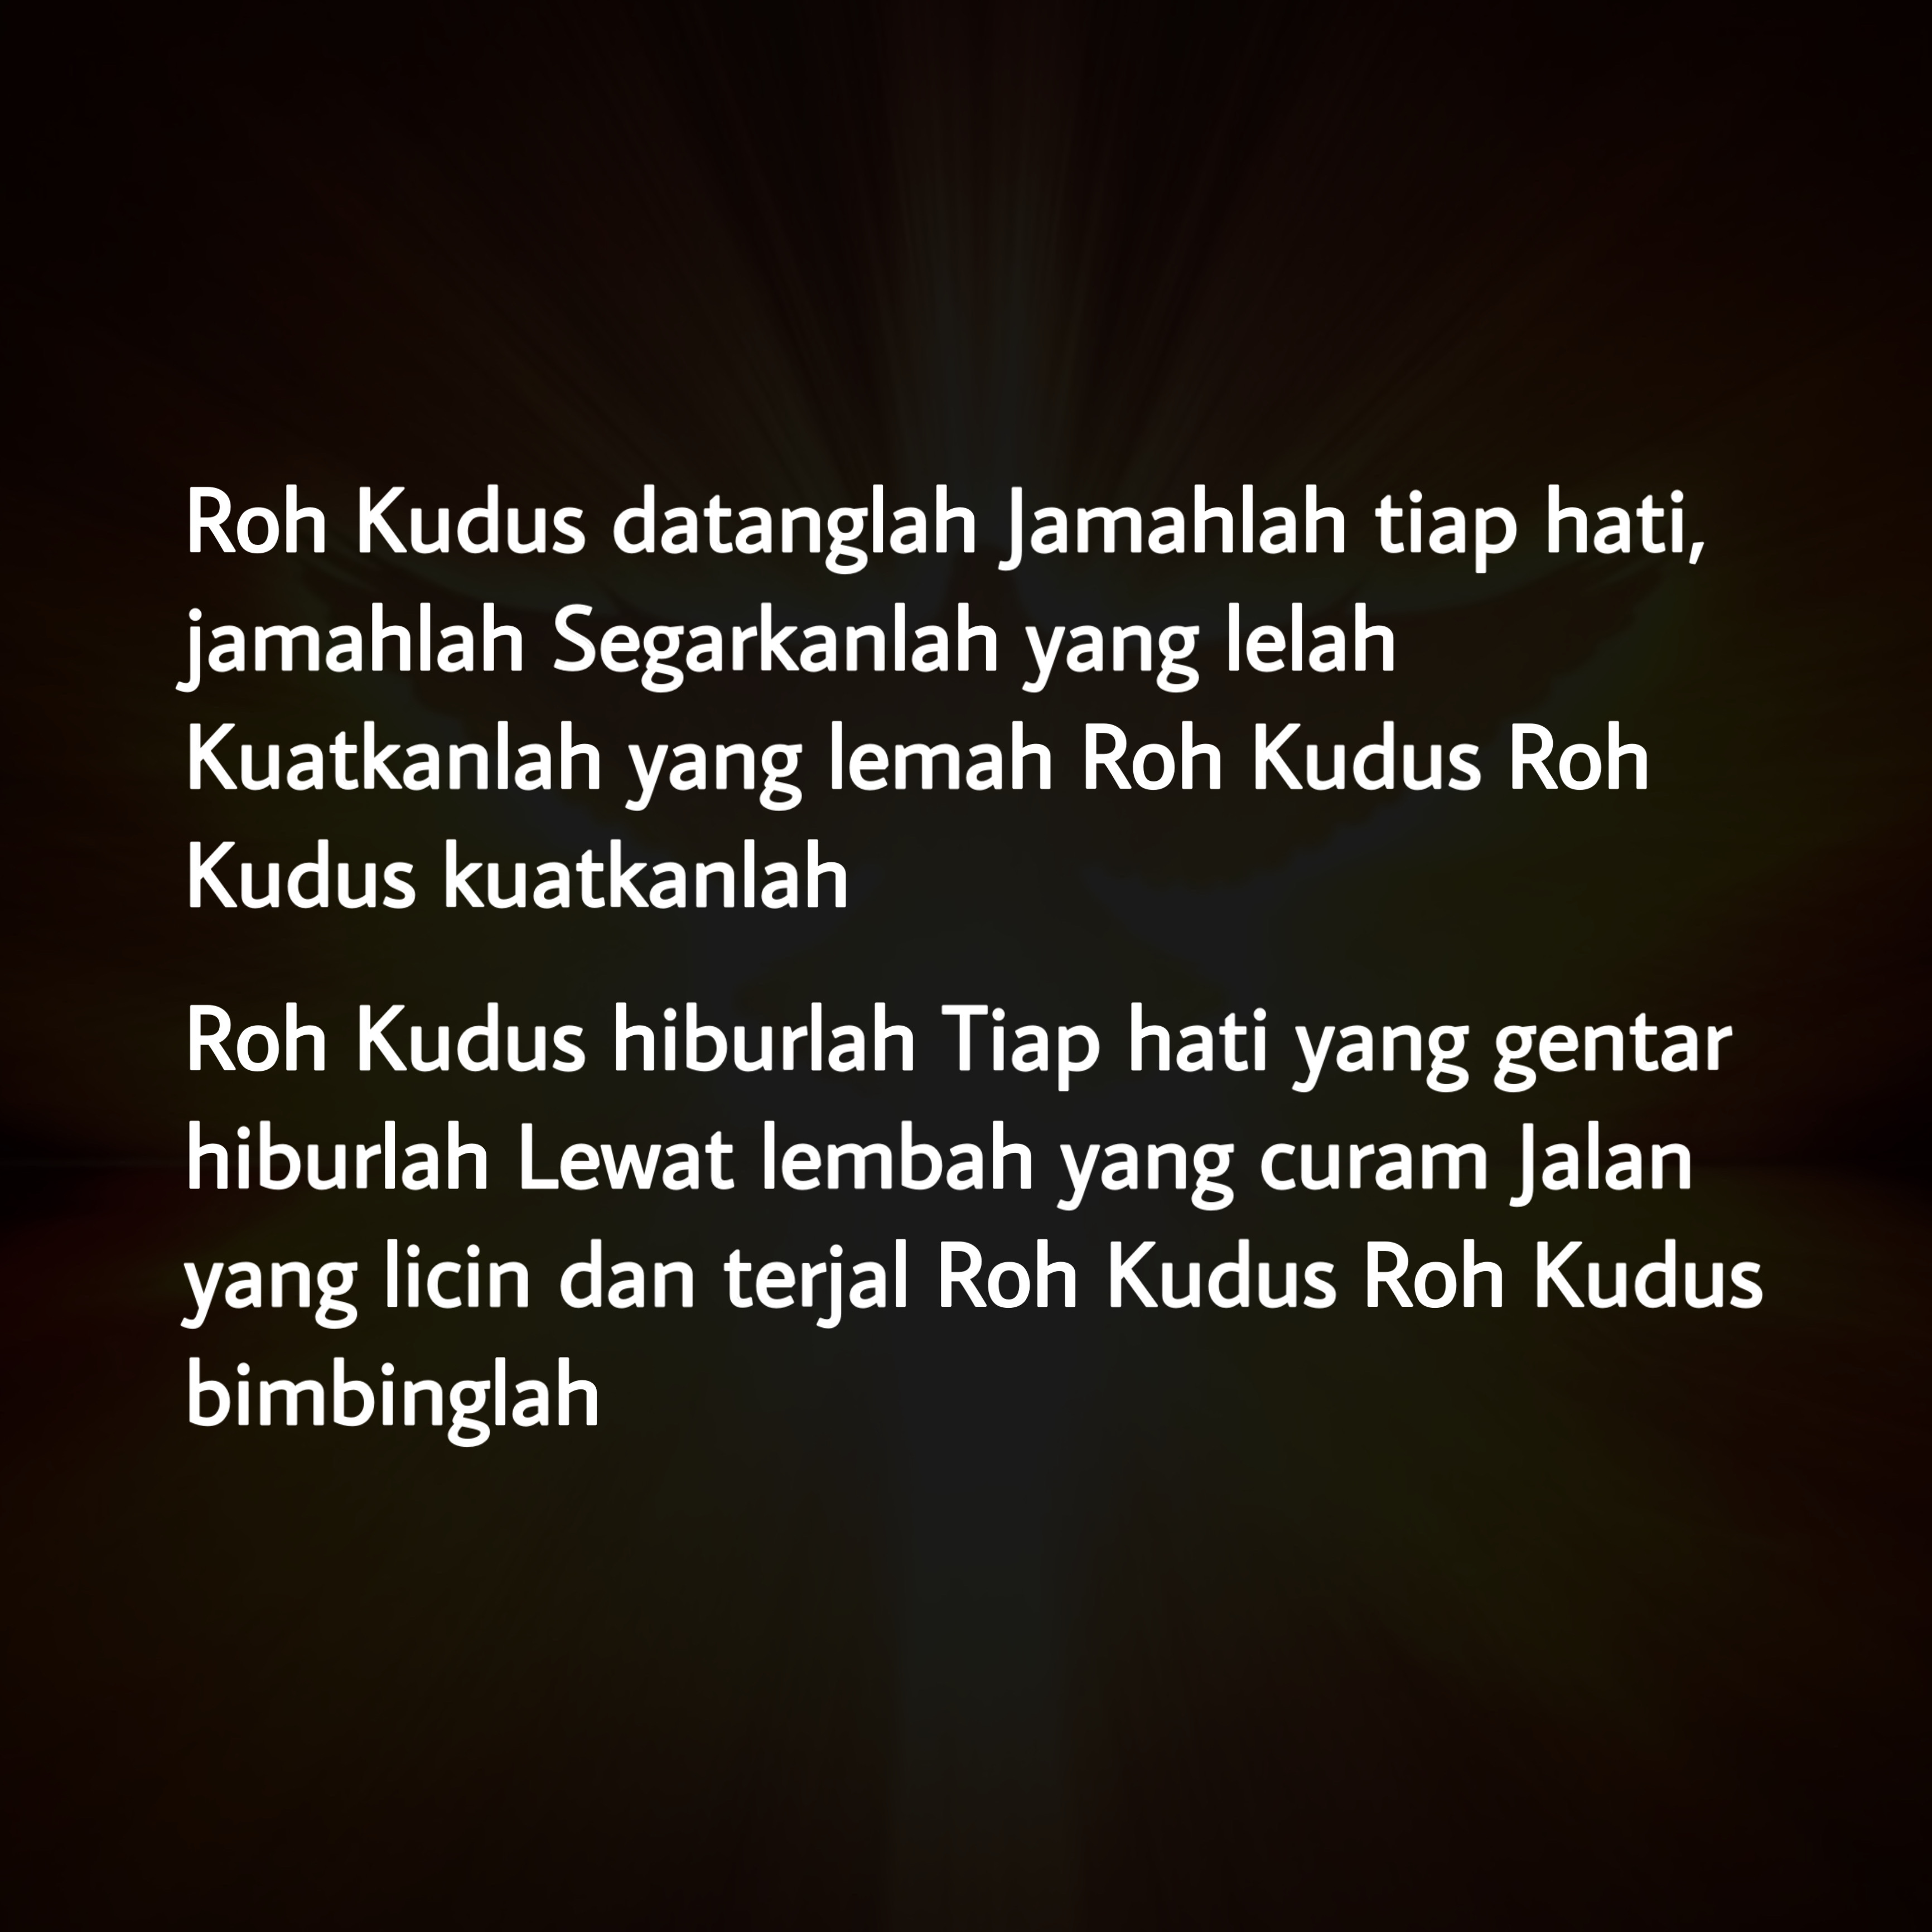 Roh Kudus datanglah Jamahlah tiap hati,
jamahlah Segarkanlah yang lelah
Kuatkanlah yang lemah Roh Kudus Roh
Kudus kuatkanlah
Roh Kudus hiburlah Tiap hati yang gentar
hiburlah Lewat lembah yang curam Jalan
yang licin dan terjal Roh Kudus Roh Kudus
bimbinglah